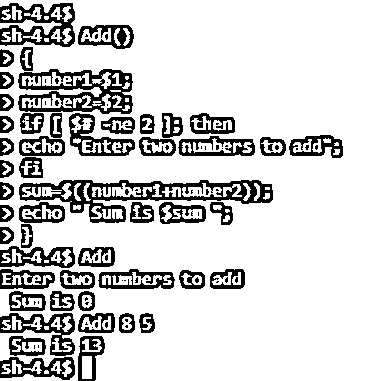 sh-4.4$
sh-4.4$ Add()
> {
> number1=$1;
> number2=$2;
> if [ $# -ne 2 ]; then
> echo "Enter two numbers to add";
> fi
> sum=$((number1+number2));
> echo " Sum is $sum ";
> }
sh-4.4$ Add
Enter two numbers to add
 Sum is 0
sh-4.4$ Add 8 5
 Sum is 13
sh-4.4$